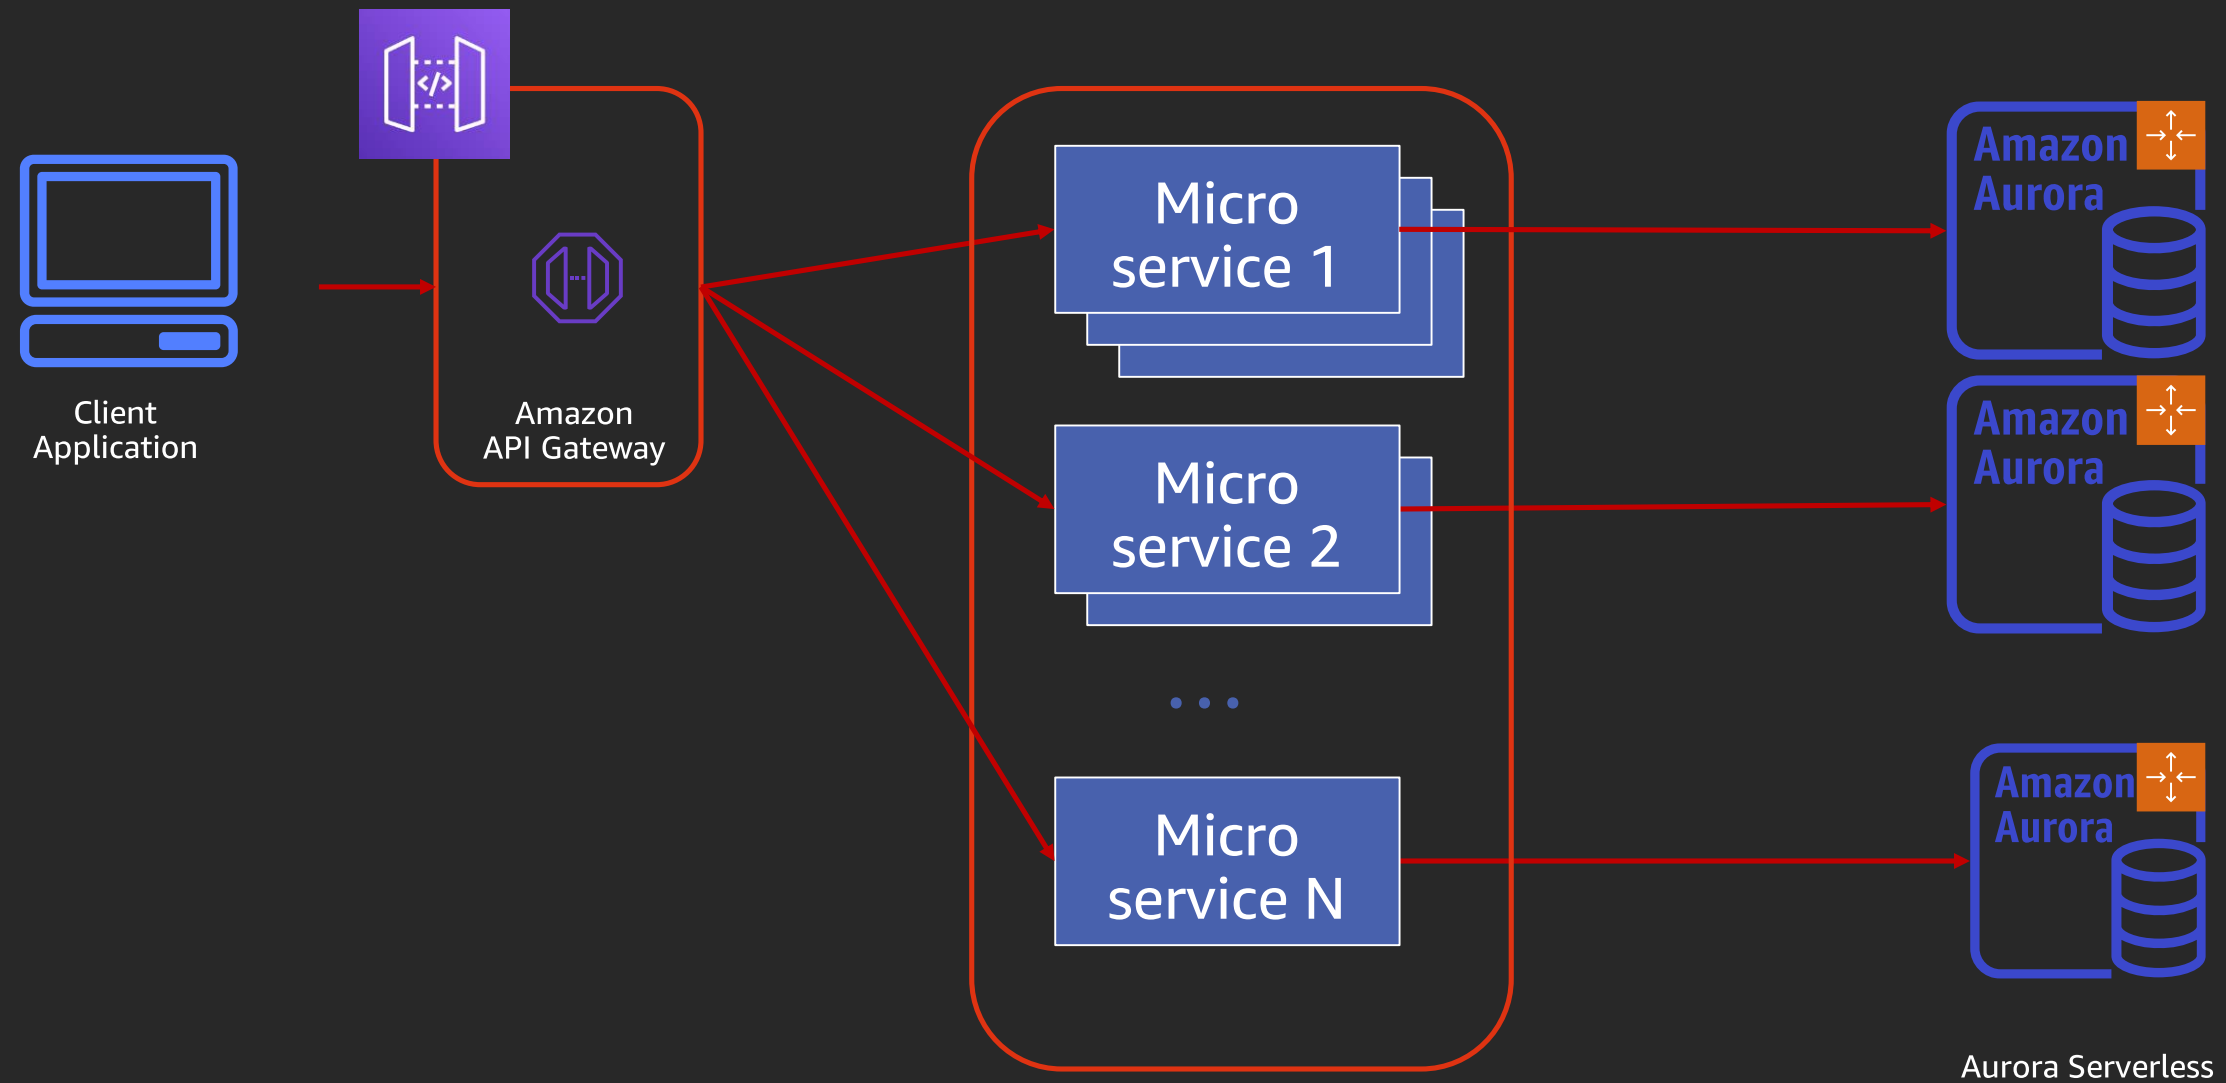 Client
Application
</>
Amazon
API Gateway
Micro
service 1
Micro
service 2
...
Micro
service N
Amazon
Aurora
Amazon
Aurora
Amazon
Aurora
Aurora Serverless